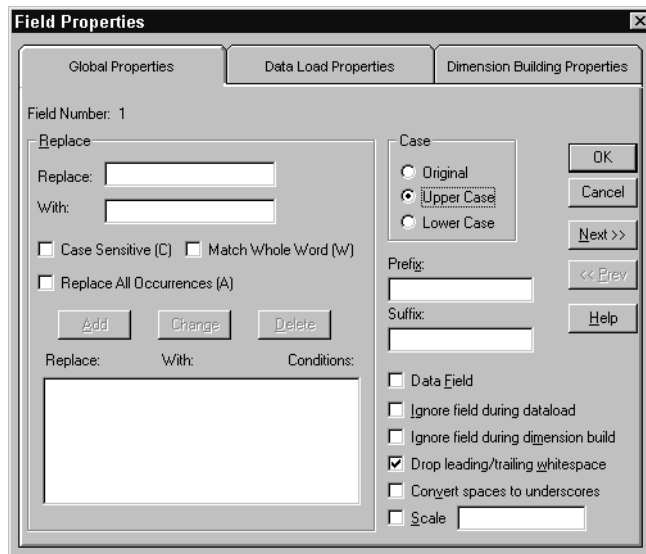 Field Properties
Global Properties
Data Load Properties
Dimension Building Properties
Field Number: 1
Replace
Replace:
With:
Case Sensitive (C)
Match Whole Word (W)
Replace All Occurrences (A)
Add
Change
Delete
Replace:
With:
Conditions:
Case
Original
Upper Case
Lower Case
Prefix:
Suffix:
Data Field
Ignore field during dataload
Ignore field during dimension build
Drop leading/trailing whitespace
Convert spaces to underscores
Scale
OK
Cancel
Next >>
<< Prev
Help